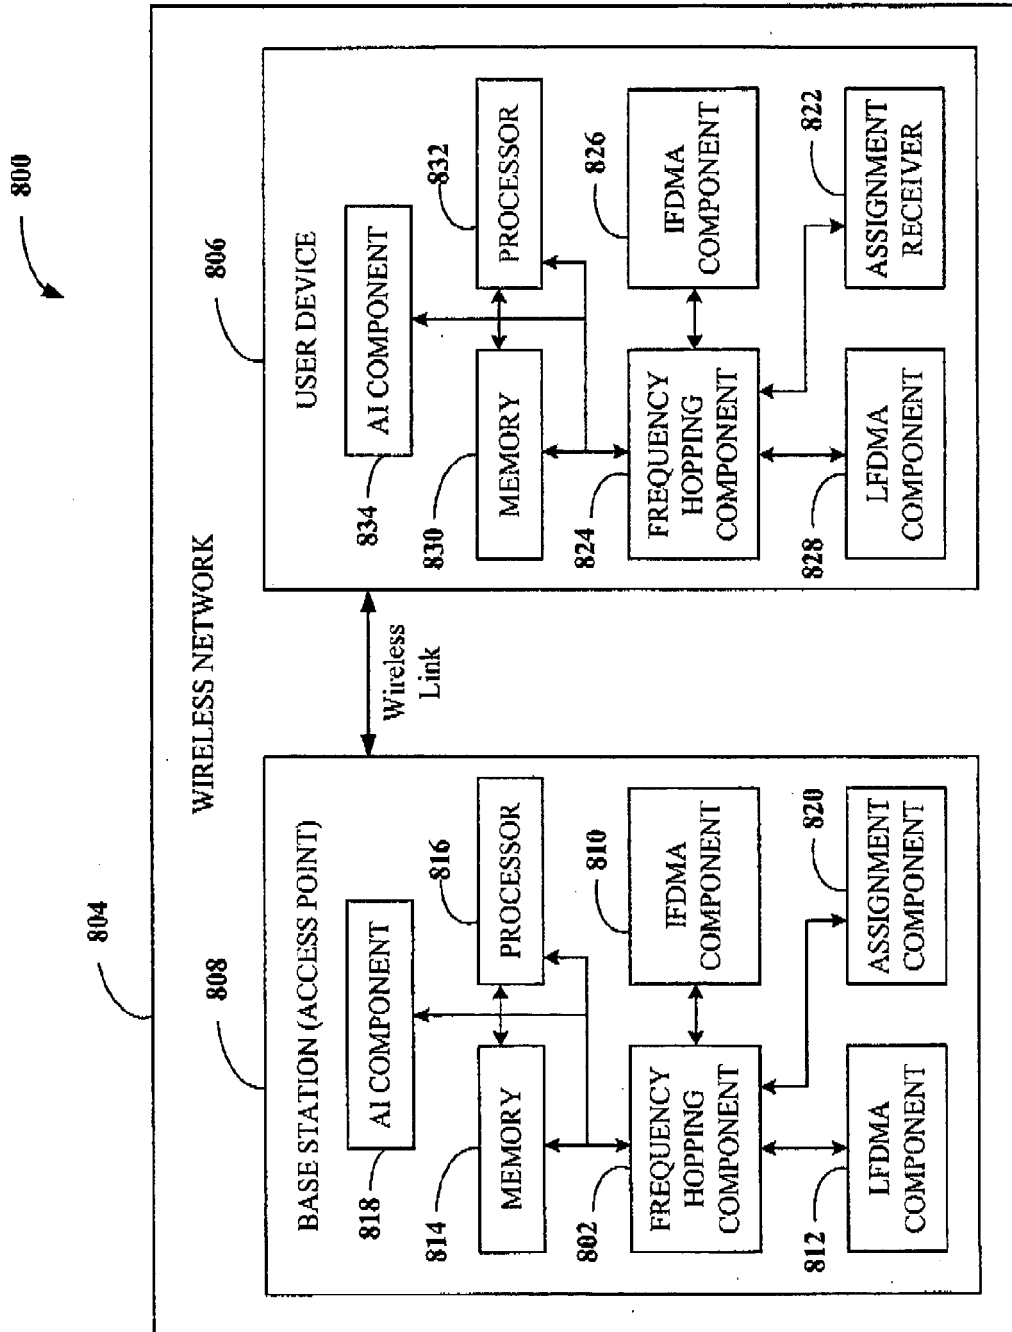 800
804
WIRELESS NETWORK
808
BASE STATION (ACCESS POINT)
818
AI COMPONENT
814
MEMORY
816
PROCESSOR
802
FREQUENCY
HOPPING
COMPONENT
810
IFDMA
COMPONENT
812
LFDMA
COMPONENT
820
ASSIGNMENT
COMPONENT
Wireless
Link
806
USER DEVICE
834
AI COMPONENT
830
MEMORY
832
PROCESSOR
824
FREQUENCY
HOPPING
COMPONENT
826
IFDMA
COMPONENT
828
LFDMA
COMPONENT
822
ASSIGNMENT
RECEIVER